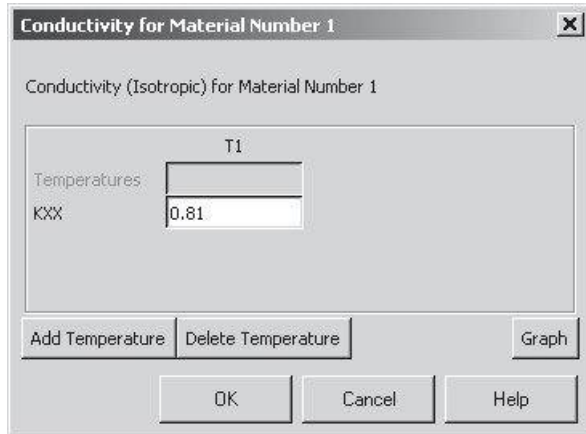 Conductivity for Material Number 1
Conductivity (Isotropic) for Material Number 1
T1
Temperatures
KXX 0.81
Add Temperature Delete Temperature Graph
OK Cancel Help